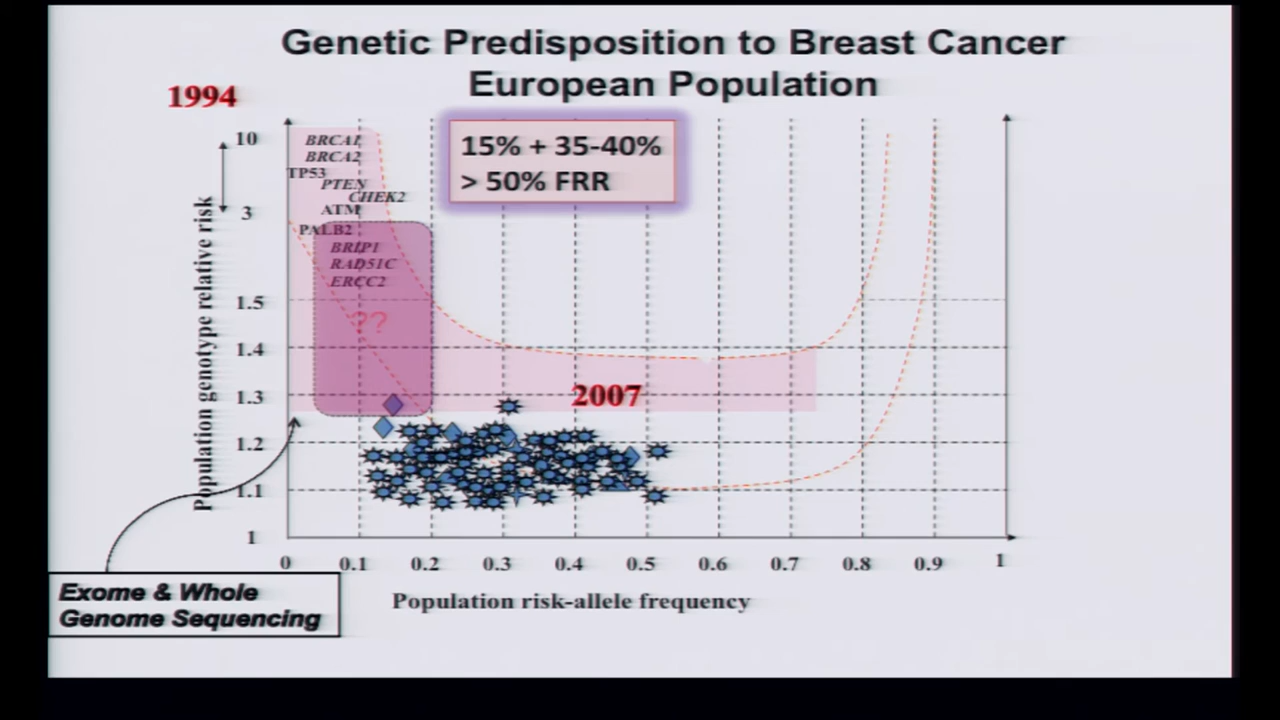 Genetic Predisposition to Breast Cancer
European Population
1994
15% + 35-40%
> 50% FRR
10
3
1.5
1.4
1.3
1.2
1.1
1
Population genotype relative risk
BRCA1
BRCA2
TP53
PTEN
CHEK2
ATM
PALB2
BRIP1
RAD51C
ERCC2
??
2007
0 0.1 0.2 0.3 0.4 0.5 0.6 0.7 0.8 0.9 1
Population risk-allele frequency
Exome & Whole
Genome Sequencing